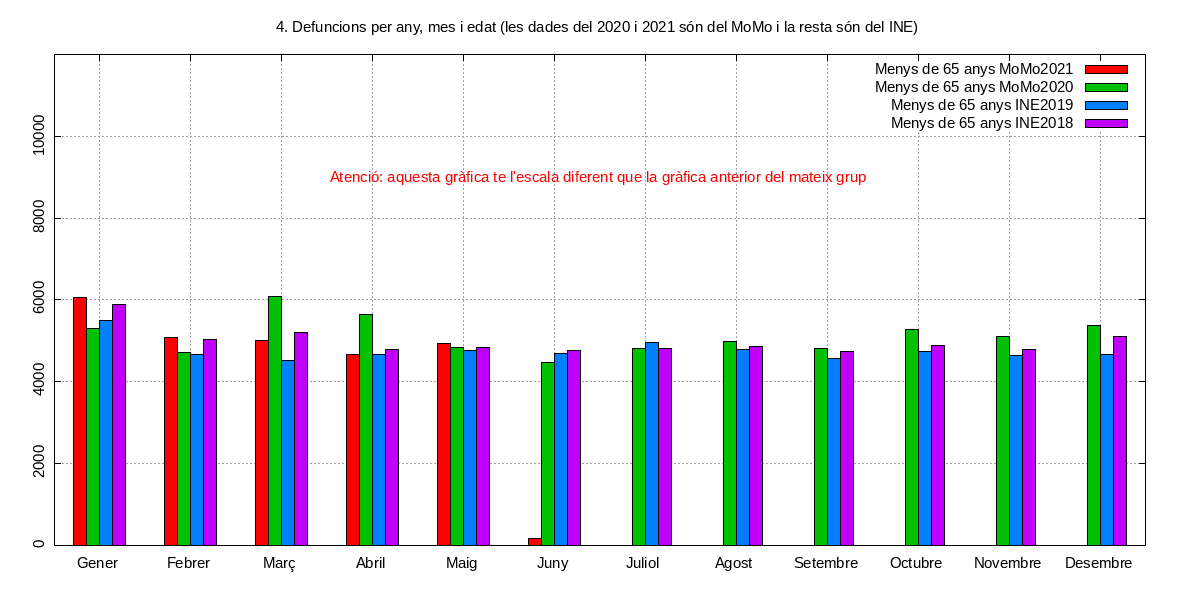 4. Defuncions per any, mes i edat (les dades del 2020 i 2021 són del MoMo i la resta són del INE)
Menys de 65 anys MoMo2021
Menys de 65 anys MoMo2020
Menys de 65 anys INE2019
Menys de 65 anys INE2018
Atenció: aquesta gràfica te l'escala diferent que la gràfica anterior del mateix grup
10000
8000
6000
4000
2000
0
Gener Febrer Març Abril Maig Juny Juliol Agost Setembre Octubre Novembre Desembre